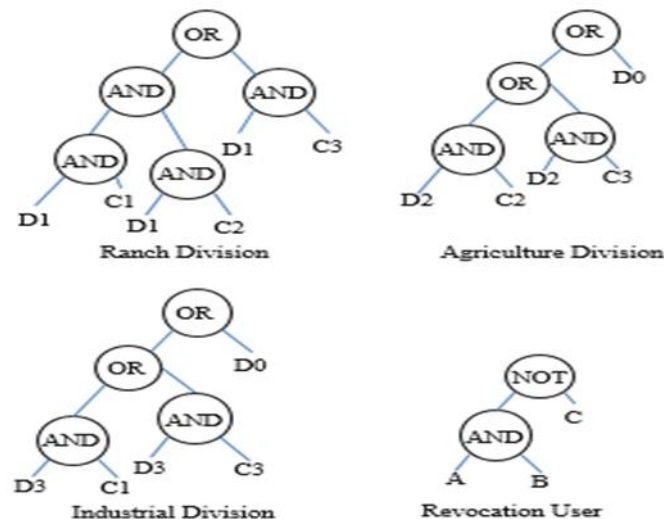 OR
AND AND
AND AND D1 C3
D1 C1 D1 C2
Ranch Division
OR
OR D0
AND AND
D2 C2 D2 C3
Agriculture Division
OR
OR D0
AND AND
D3 C1 D3 C3
Industrial Division
NOT
AND C
A B
Revocation User